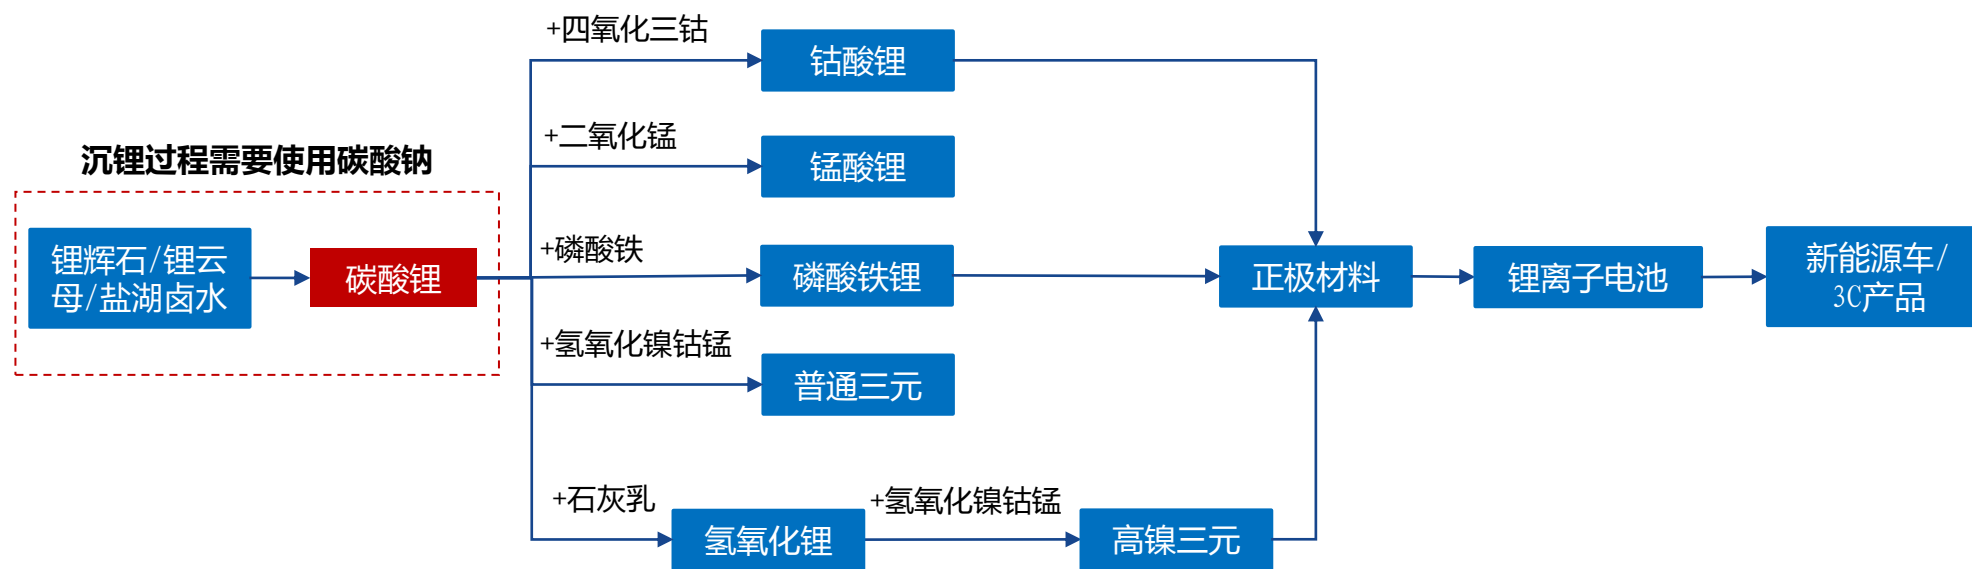 +四氧化三钴
钴酸锂
+二氧化锰
锰酸锂
沉锂过程需要使用碳酸钠
锂辉石/锂云
母/盐湖卤水
碳酸锂
+磷酸铁
磷酸铁锂
正极材料
锂离子电池
新能源车/
3C产品
+氢氧化镍钴锰
普通三元
+石灰乳
氢氧化锂
+氢氧化镍钴锰
高镍三元